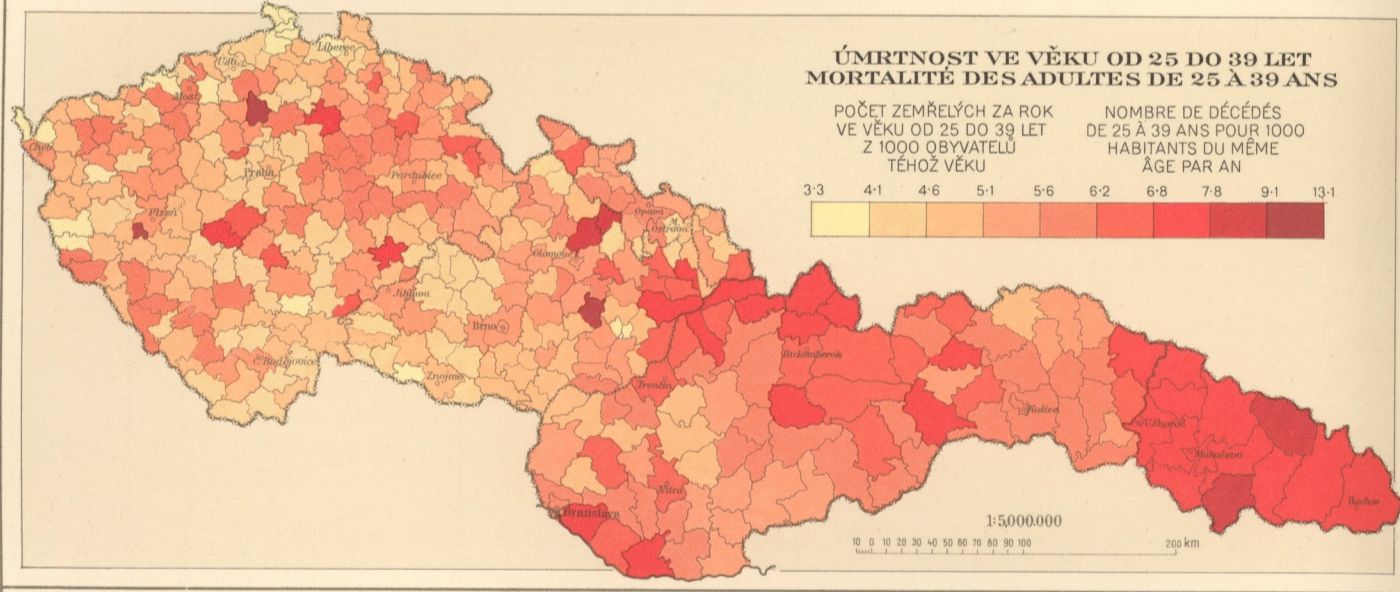 ÚMRTNOST VE VĚKU OD 25 DO 39 LET
MORTALITÉ DES ADULTES DE 25 À 39 ANS
POČET ZEMŘELÝCH ZA ROK
VE VĚKU OD 25 DO 39 LET
Z 1000 OBYVATELŮ
TÉHOŽ VĚKU
NOMBRE DE DÉCÉDÉS
DE 25 À 39 ANS POUR 1000
HABITANTS DU MÊME
ÂGE PAR AN
3·3 4·1 4·6 5·1 5·6 6·2 6·8 7·8 9·1 13·1
Liberec
Ústí
Most
Cheb
Praha
Pardubice
Plzeň
Opava
M. Ostrava
Olomouc
Jihlava
Brno
Č. Budějovice
Znojmo
Ružomberok
Trenčín
Košice
Užhorod
Mukačevo
Nitra
Bratislava
1:5,000.000
10 0 10 20 30 40 50 60 70 80 90 100 200 km